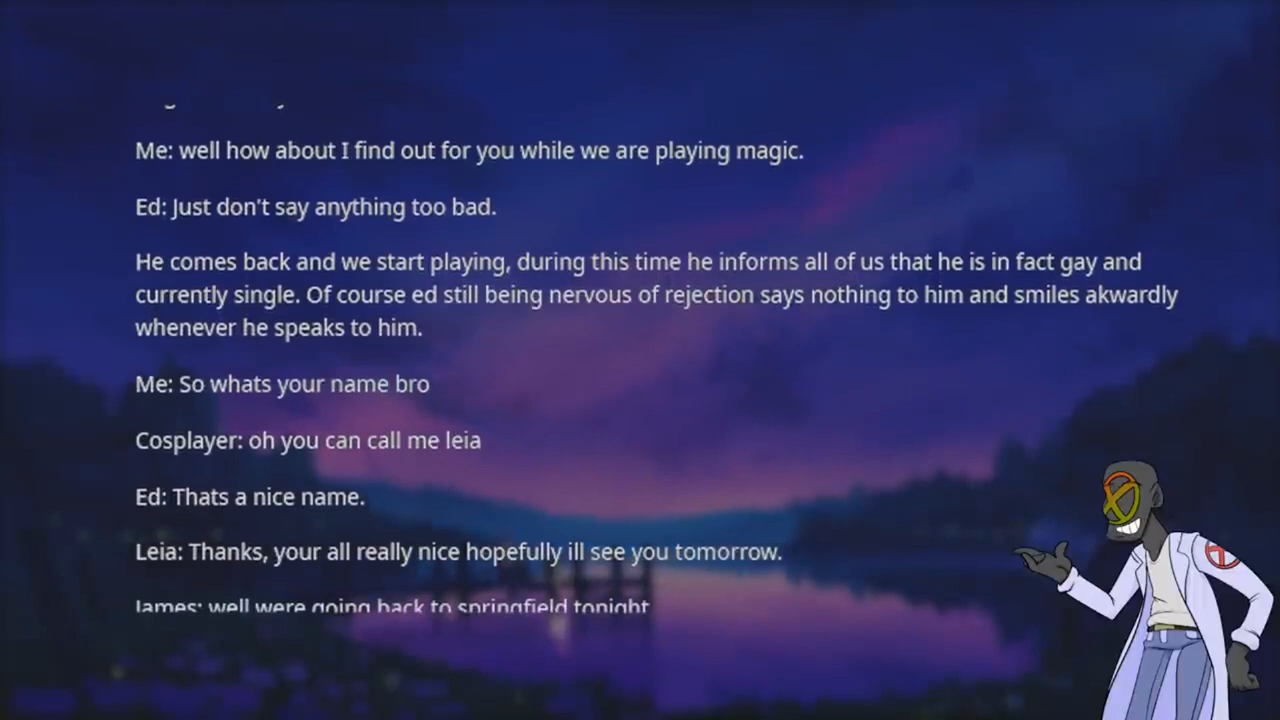 Me: well how about I find out for you while we are playing magic.
Ed: Just don't say anything too bad.
He comes back and we start playing, during this time he informs all of us that he is in fact gay and
currently single. Of course ed still being nervous of rejection says nothing to him and smiles akwardly
whenever he speaks to him.
Me: So whats your name bro
Cosplayer: oh you can call me leia
Ed: Thats a nice name.
Leia: Thanks, your all really nice hopefully ill see you tomorrow.
James: well were going back to springfield tonight